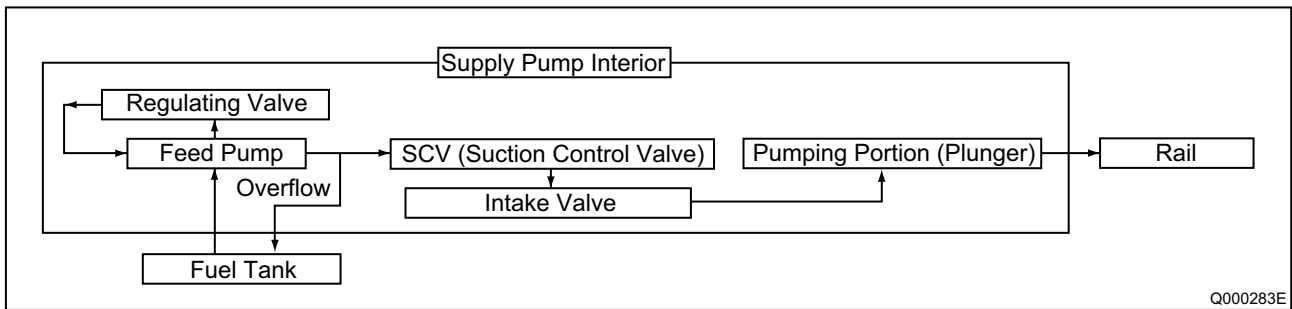 Supply Pump Interior
Regulating Valve
Feed Pump
SCV (Suction Control Valve)
Pumping Portion (Plunger)
Rail
Overflow
Intake Valve
Fuel Tank
Q000283E